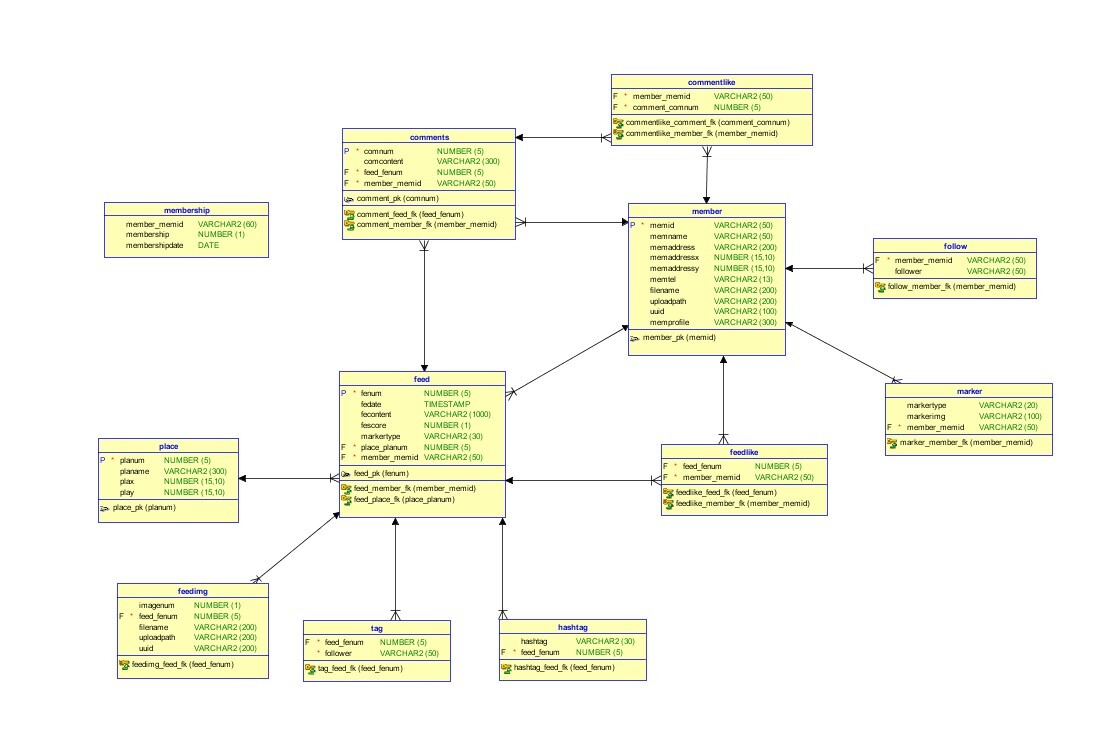 commentlike
F * member_memid VARCHAR2 (50)
F * comment_comnum NUMBER (5)
commentlike_comment_fk (comment_comnum)
commentlike_member_fk (member_memid)
comments
P * comnum NUMBER (5)
comcontent VARCHAR2 (300)
F * feed_fenum NUMBER (5)
F * member_memid VARCHAR2 (50)
comment_pk (comnum)
comment_feed_fk (feed_fenum)
comment_member_fk (member_memid)
membership
member_memid VARCHAR2 (60)
membership NUMBER (1)
membershipdate DATE
member
P * memid VARCHAR2 (50)
memname VARCHAR2 (50)
memaddress VARCHAR2 (200)
memaddressx NUMBER (15,10)
memaddressy NUMBER (15,10)
memtel VARCHAR2 (13)
filename VARCHAR2 (200)
uploadpath VARCHAR2 (200)
uuid VARCHAR2 (100)
memprofile VARCHAR2 (300)
member_pk (memid)
follow
F * member_memid VARCHAR2 (50)
follower VARCHAR2 (50)
follow_member_fk (member_memid)
feed
P * fenum NUMBER (5)
fedate TIMESTAMP
fecontent VARCHAR2 (1000)
fescore NUMBER (1)
markertype VARCHAR2 (30)
F * place_planum NUMBER (5)
F * member_memid VARCHAR2 (50)
feed_pk (fenum)
feed_member_fk (member_memid)
feed_place_fk (place_planum)
marker
markertype VARCHAR2 (20)
markerimg VARCHAR2 (100)
F * member_memid VARCHAR2 (50)
marker_member_fk (member_memid)
place
P * planum NUMBER (5)
planame VARCHAR2 (300)
plax NUMBER (15,10)
play NUMBER (15,10)
place_pk (planum)
feedlike
F * feed_fenum NUMBER (5)
F * member_memid VARCHAR2 (50)
feedlike_feed_fk (feed_fenum)
feedlike_member_fk (member_memid)
feedimg
imagenum NUMBER (1)
F * feed_fenum NUMBER (5)
filename VARCHAR2 (200)
uploadpath VARCHAR2 (200)
uuid VARCHAR2 (200)
feedimg_feed_fk (feed_fenum)
tag
F * feed_fenum NUMBER (5)
* follower VARCHAR2 (50)
tag_feed_fk (feed_fenum)
hashtag
hashtag VARCHAR2 (30)
F * feed_fenum NUMBER (5)
hashtag_feed_fk (feed_fenum)